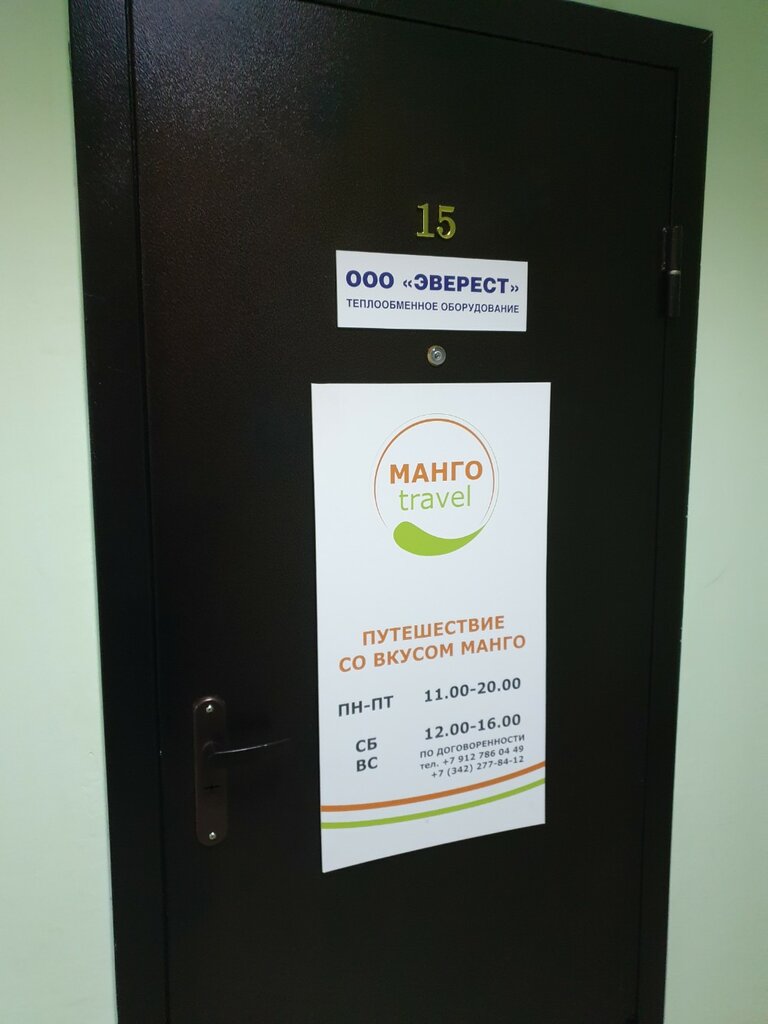 15
ООО «ЭВЕРЕСТ»
ТЕПЛООБМЕННОЕ ОБОРУДОВАНИЕ
МАНГО
travel
ПУТЕШЕСТВИЕ
СО ВКУСОМ МАНГО
ПН-ПТ 11.00-20.00
СБ 12.00-16.00
ВС ПО ДОГОВОРЕННОСТИ
тел. +7 912 786 04 49
+7 (342) 277-84-12